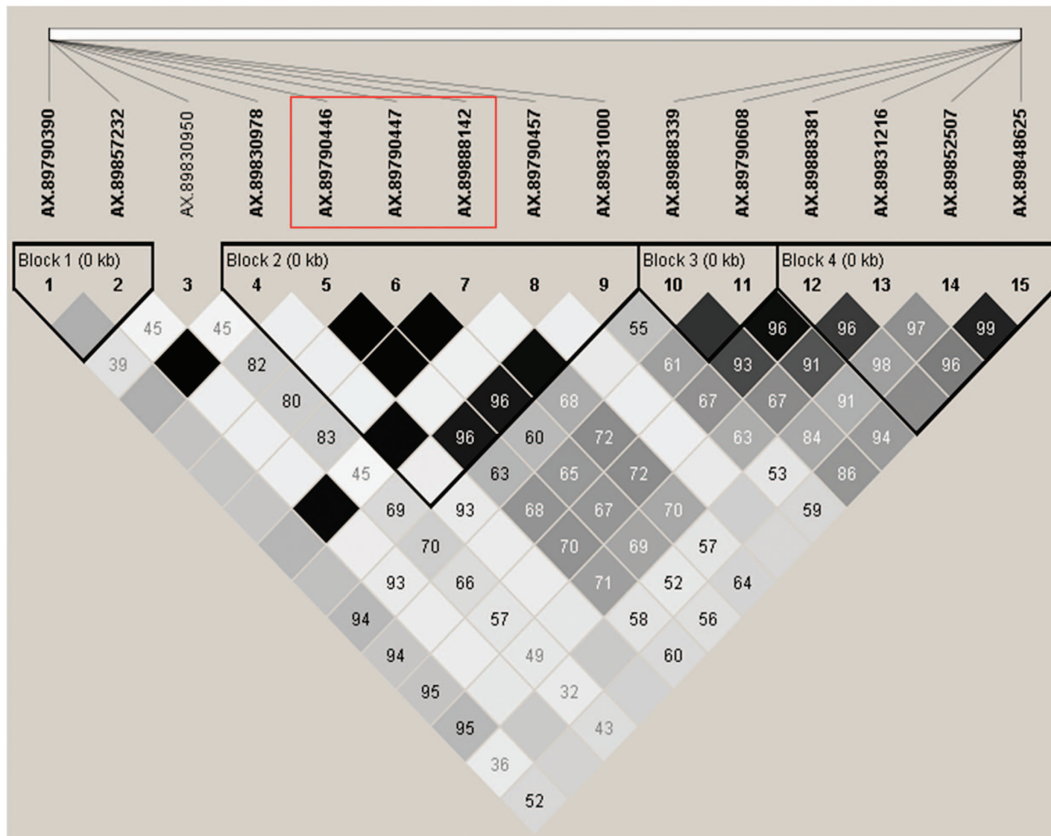 AX.89790390
AX.89857232
AX.89830950
AX.89830978
AX.89790446
AX.89790447
AX.89888142
AX.89790457
AX.89831000
AX.89888339
AX.89790608
AX.89888381
AX.89831216
AX.89852507
AX.89848625
Block 1 (0 kb) Block 2 (0 kb) Block 3 (0 kb) Block 4 (0 kb)
1 2 3 4 5 6 7 8 9 10 11 12 13 14 15
45 45 55 96 96 97 99
39 82 61 93 91 98 96
80 96 68 67 67 91
83 96 60 72 63 84 94
45 63 65 72 53 86
69 93 68 67 70 59
70 70 69 57
93 66 71 52 64
94 57 58 56
94 49 60
95 32
95 43
36
52